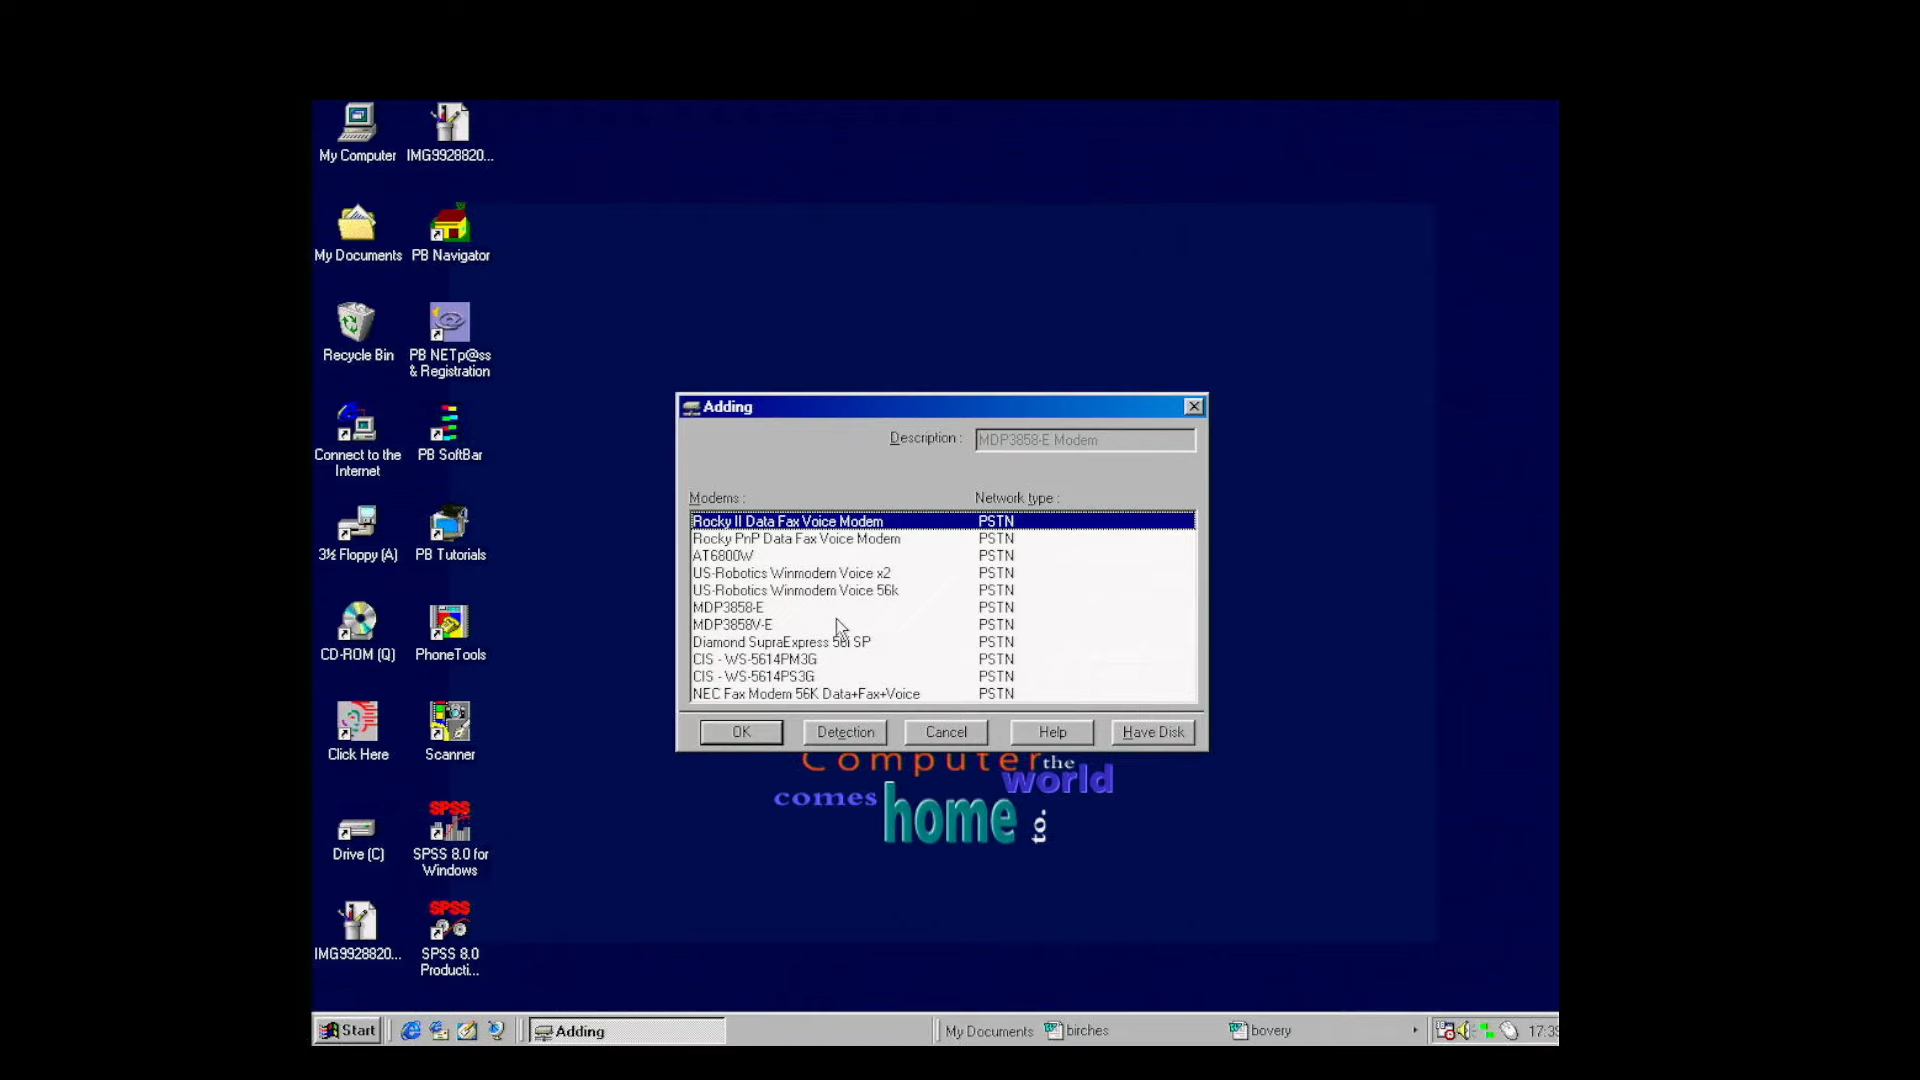 My Computer
IMG9928820...
My Documents
PB Navigator
Recycle Bin
PB NETp@ss
& Registration
Connect to the
Internet
PB SoftBar
3½ Floppy (A)
PB Tutorials
CD-ROM (Q)
PhoneTools
Click Here
Scanner
Drive (C)
SPSS
SPSS 8.0 for
Windows
IMG9928820...
SPSS
SPSS 8.0
Producti...
Adding
Description :
MDP3858-E Modem
Modems :
Network type :
Rocky II Data Fax Voice Modem PSTN
Rocky PnP Data Fax Voice Modem PSTN
AT6800W PSTN
US-Robotics Winmodem Voice x2 PSTN
US-Robotics Winmodem Voice 56k PSTN
MDP3858-E PSTN
MDP3858V-E PSTN
Diamond SupraExpress 56i SP PSTN
CIS - WS-5614PM3G PSTN
CIS - WS-5614PS3G PSTN
NEC Fax Modem 56K Data+Fax+Voice PSTN
OK
Detection
Cancel
Help
Have Disk
Computer the
comes world
home to.
Start
Adding
My Documents
birches
bovery